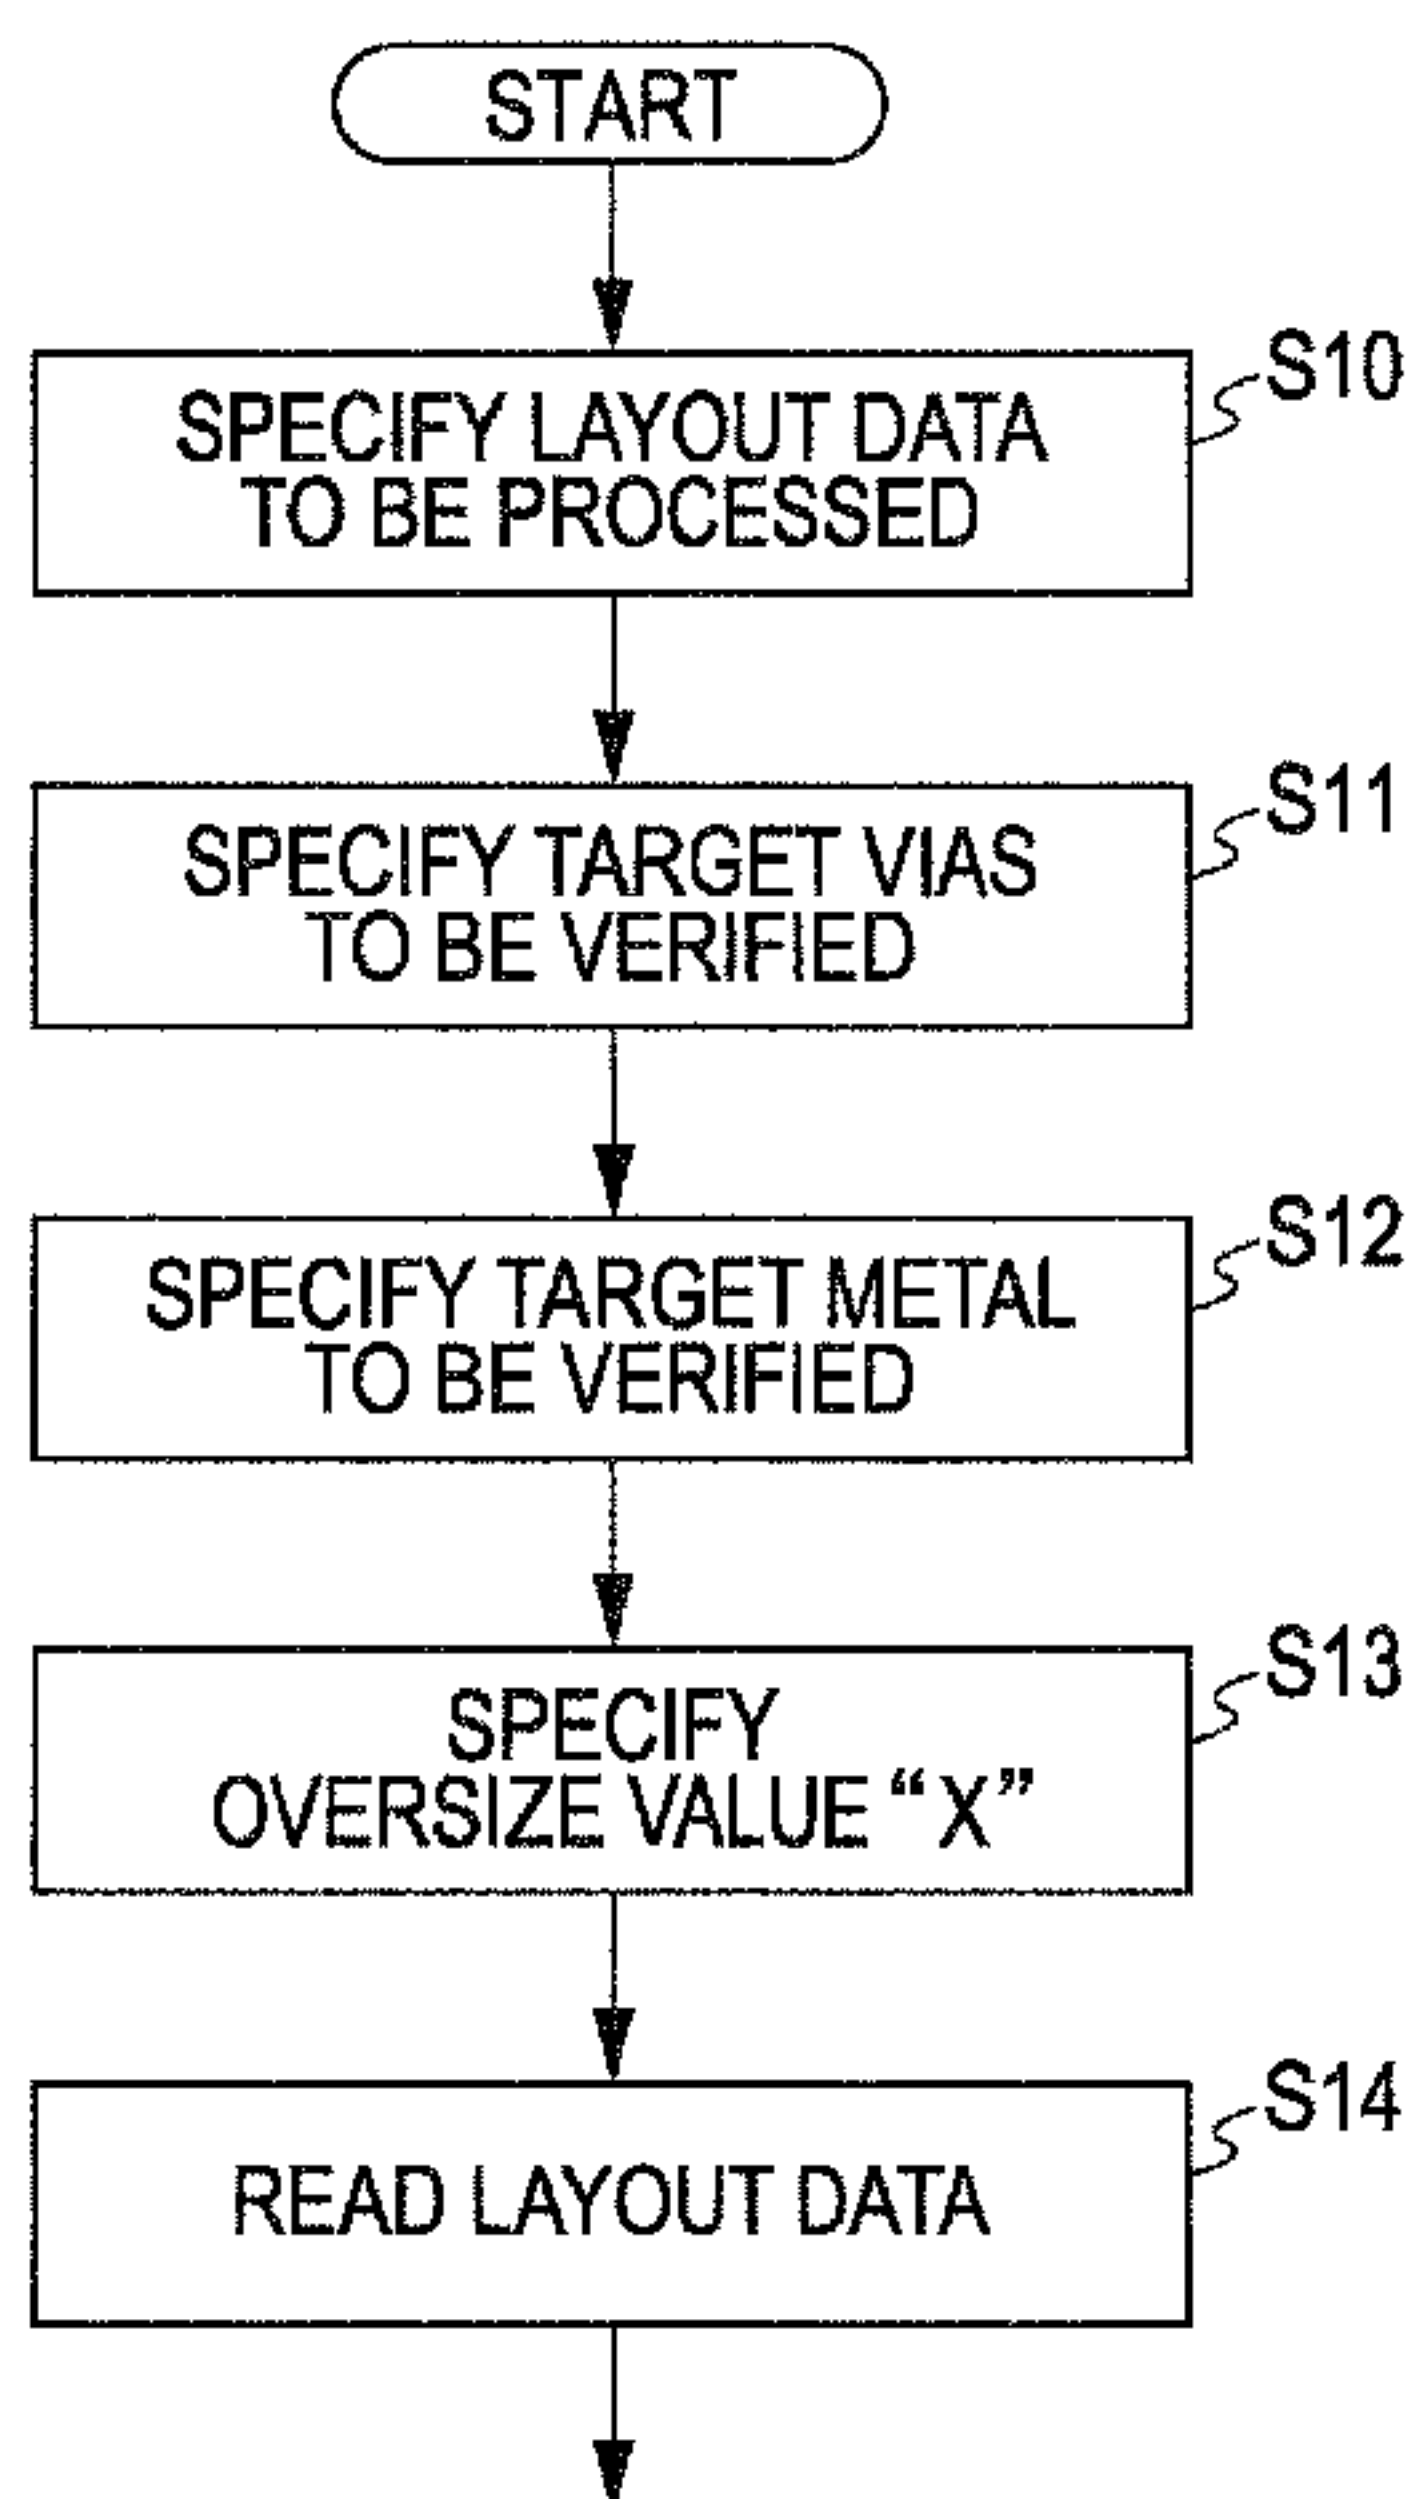 START
S10
SPECIFY LAYOUT DATA
TO BE PROCESSED
S11
SPECIFY TARGET VIAS
TO BE VERIFIED
S12
SPECIFY TARGET METAL
TO BE VERIFIED
S13
SPECIFY
OVERSIZE VALUE “X”
S14
READ LAYOUT DATA